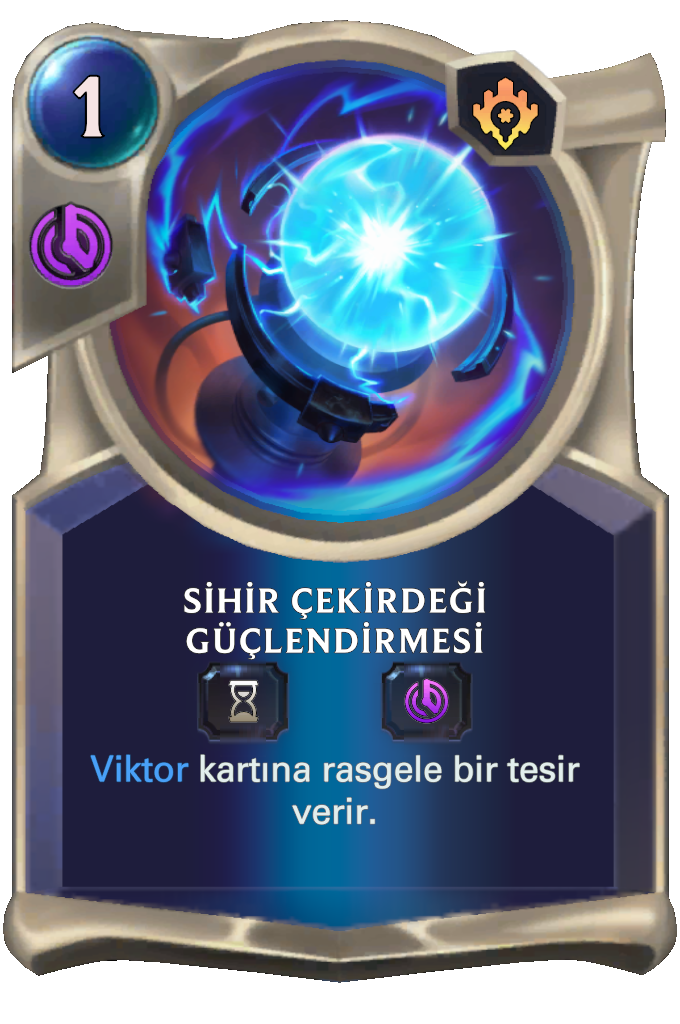 1
SİHİR ÇEKİRDEĞİ
GÜÇLENDİRMESİ
Viktor kartına rasgele bir tesir
verir.